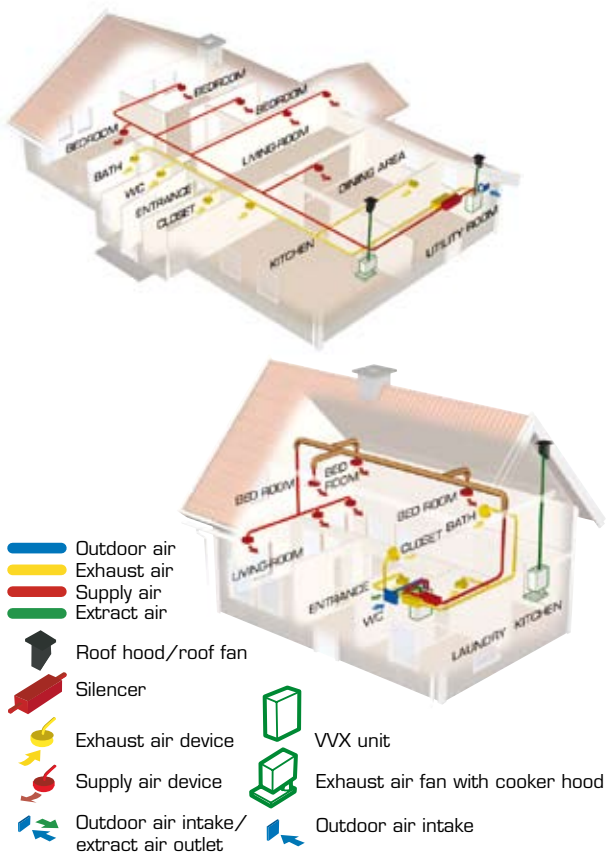 BEDROOM
BEDROOM
BEDROOM
LIVING-ROOM
BATH
WC
DINING AREA
ENTRANCE
CLOSET
KITCHEN
UTILITY ROOM
BED ROOM
BED
ROOM
BED ROOM
BATH
CLOSET
LIVING-ROOM
ENTRANCE
WC
LAUNDRY
KITCHEN
Outdoor air
Exhaust air
Supply air
Extract air
Roof hood/roof fan
Silencer
Exhaust air device
VVX unit
Supply air device
Exhaust air fan with cooker hood
Outdoor air intake/
extract air outlet
Outdoor air intake